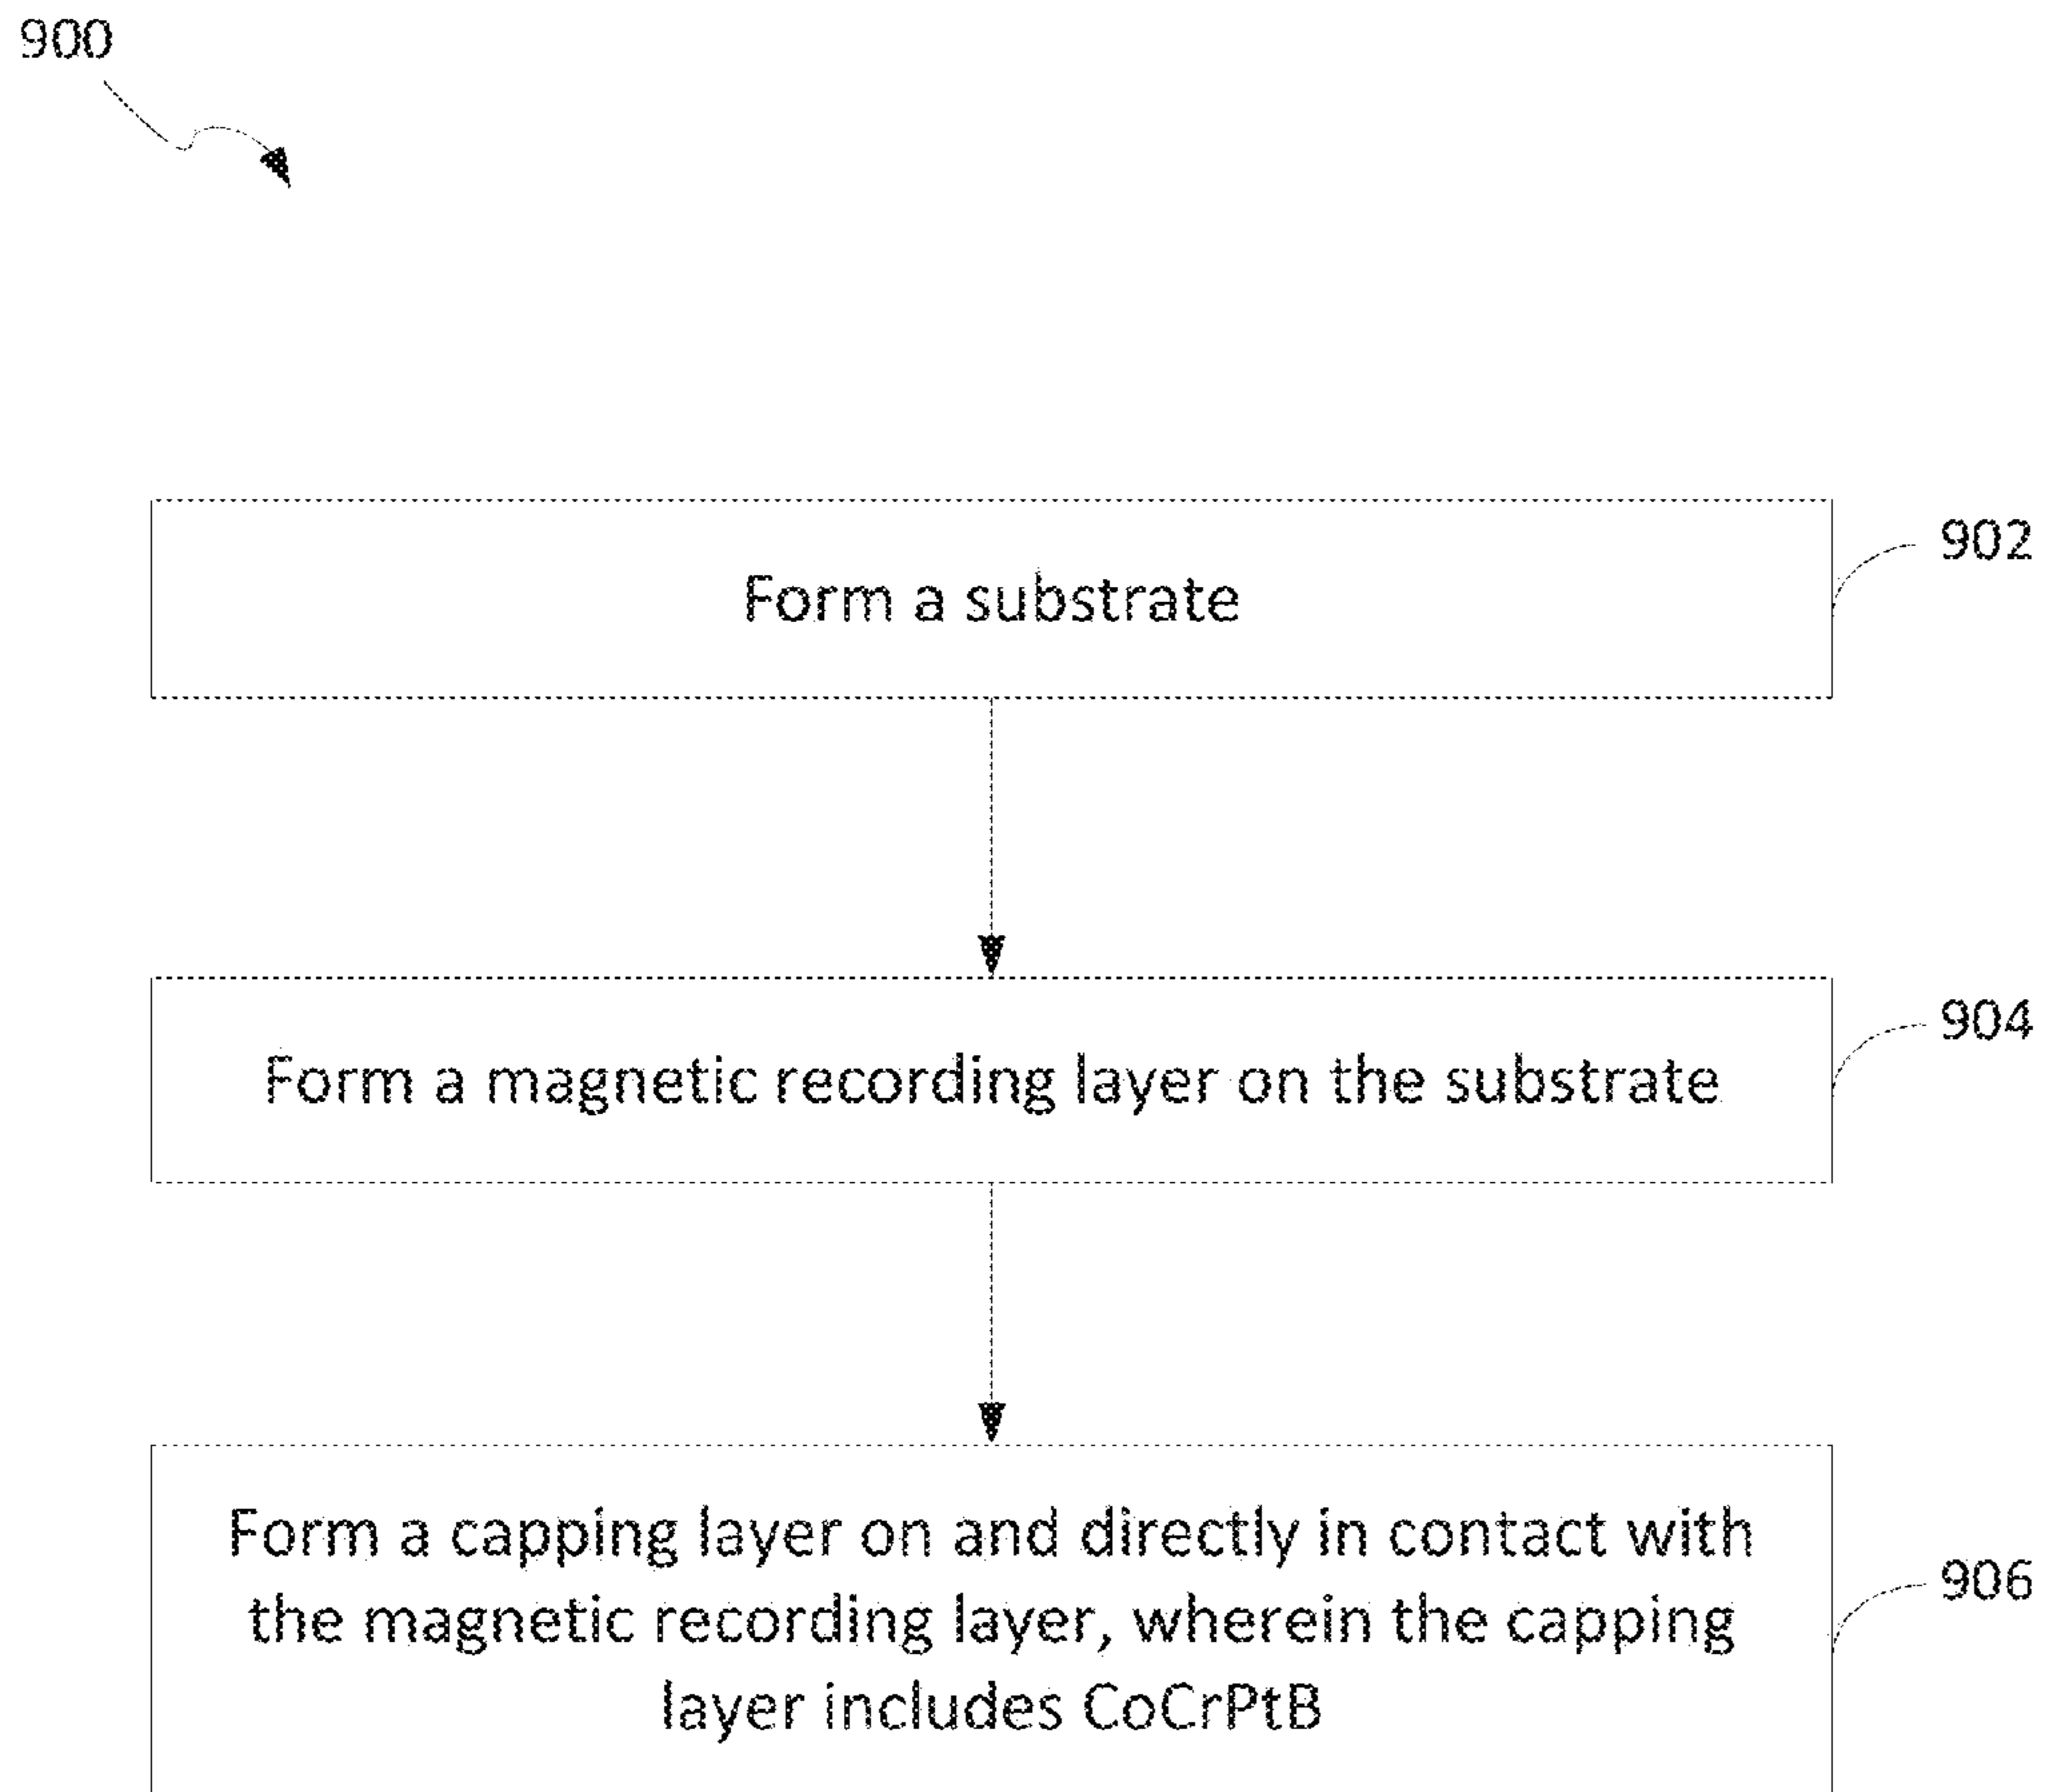 900
Form a substrate
902
Form a magnetic recording layer on the substrate
904
Form a capping layer on and directly in contact with
the magnetic recording layer, wherein the capping
layer includes CoCrPtB
906